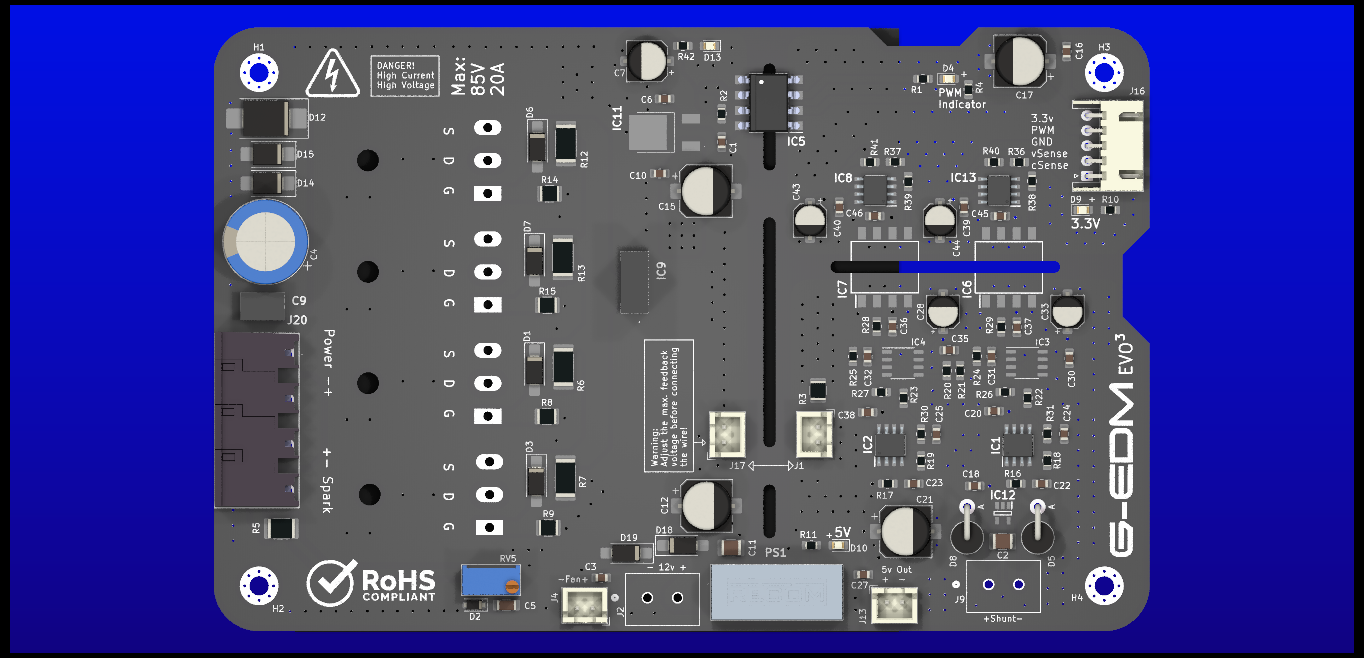 H1
DANGER!
High Current
High Voltage
Max:
85V
20A
C7
R42
D13
D4
+
R1
R4
PWM
Indicator
C17
C16
H3
J16
D12
D15
D14
S
D
G
D6
R12
R14
IC11
C6
R2
C1
IC5
C10
C15
3.3v
PWM
GND
vSense
cSense
R41
R37
IC8
R39
C46
C43
C40
R40
R36
IC13
R38
C45
C39
C44
D9 +
R10
3.3V
C4
+
C9
J20
S
D
G
D7
R13
R15
IC9
IC7
IC6
C28
C33
R28
C36
R29
C37
Power -+
+- Spark
S
D
G
D1
R6
R8
Warning:
Adjust the max. feedback
voltage before connecting
the wire!
J17
J1
R3
C38
IC4
R25
C32
R27
R23
C35
R20
R21
R24
C31
IC3
C30
R26
R22
C20
IC2
R30
C25
R19
R17
C23
IC1
R31
C24
R18
R16
C22
G-EDM EVO³
S
D
G
D3
R7
R9
R5
C12
C21
C18
IC12
A
A
D8
C2
D5
H2
RoHS
COMPLIANT
RV5
D2
C5
D19
D18
C11
PS1
R11
+
5V
D10
C3
-Fen+
J4
- 12v +
J2
RECOM
C27
5v Out
+ -
J13
J9
+Shunt-
H4